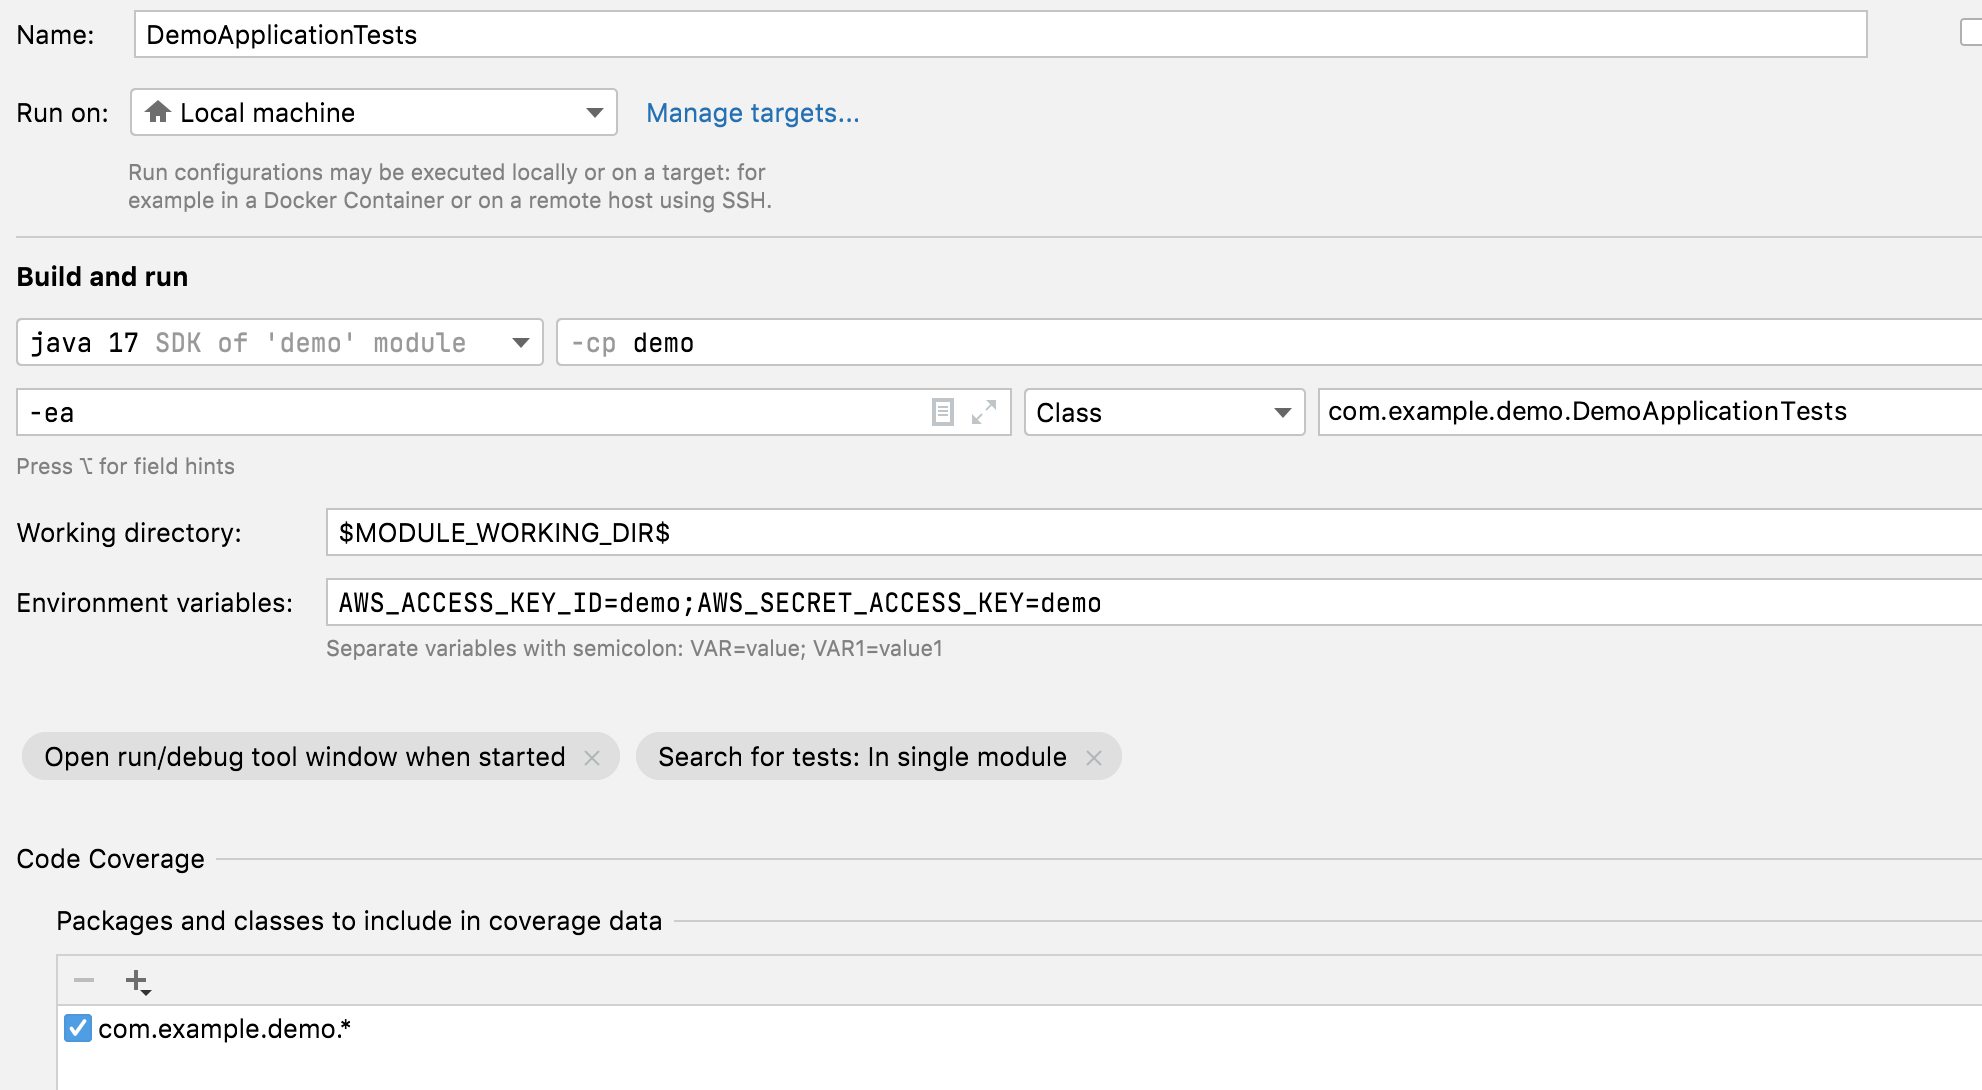 Name: DemoApplicationTests
Run on: Local machine Manage targets...
Run configurations may be executed locally or on a target: for
example in a Docker Container or on a remote host using SSH.
Build and run
java 17 SDK of 'demo' module -cp demo
-ea Class com.example.demo.DemoApplicationTests
Press ⌥ for field hints
Working directory: $MODULE_WORKING_DIR$
Environment variables: AWS_ACCESS_KEY_ID=demo;AWS_SECRET_ACCESS_KEY=demo
Separate variables with semicolon: VAR=value; VAR1=value1
Open run/debug tool window when started × Search for tests: In single module ×
Code Coverage
Packages and classes to include in coverage data
com.example.demo.*